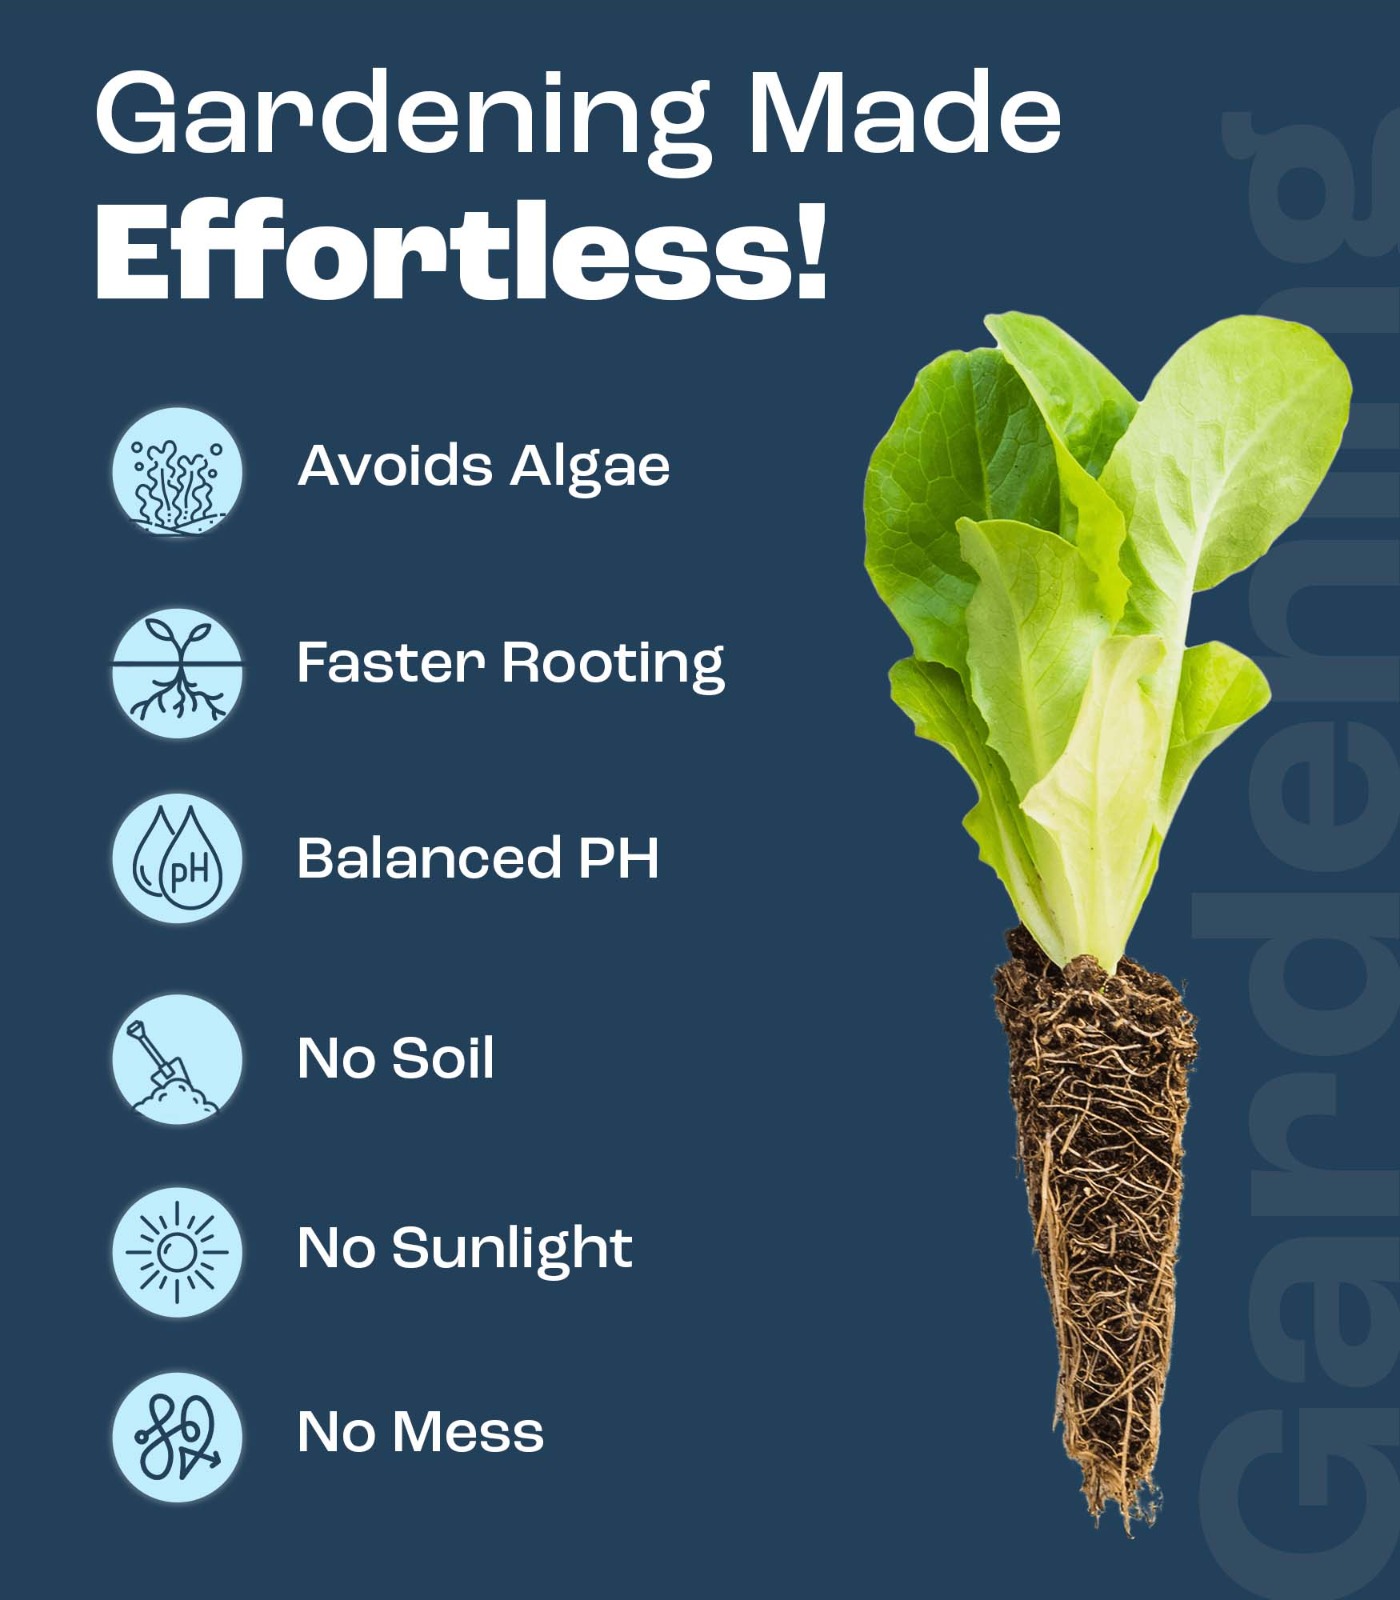 Gardening Made
Effortless!
Avoids Algae
Faster Rooting
Balanced PH
pH
No Soil
No Sunlight
No Mess
Gardening